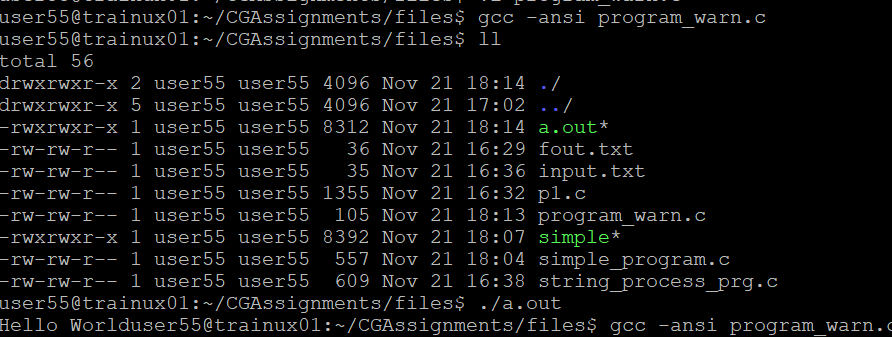 user55@trainux01:~/CGAssignments/files$ vi program_warn.c
user55@trainux01:~/CGAssignments/files$ gcc -ansi program_warn.c
user55@trainux01:~/CGAssignments/files$ ll
total 56
drwxrwxr-x 2 user55 user55 4096 Nov 21 18:14 ./
drwxrwxr-x 5 user55 user55 4096 Nov 21 17:02 ../
-rwxrwxr-x 1 user55 user55 8312 Nov 21 18:14 a.out*
-rw-rw-r-- 1 user55 user55   36 Nov 21 16:29 fout.txt
-rw-rw-r-- 1 user55 user55   35 Nov 21 16:36 input.txt
-rw-rw-r-- 1 user55 user55 1355 Nov 21 16:32 p1.c
-rw-rw-r-- 1 user55 user55  105 Nov 21 18:13 program_warn.c
-rwxrwxr-x 1 user55 user55 8392 Nov 21 18:07 simple*
-rw-rw-r-- 1 user55 user55  557 Nov 21 18:04 simple_program.c
-rw-rw-r-- 1 user55 user55  609 Nov 21 16:38 string_process_prg.c
user55@trainux01:~/CGAssignments/files$ ./a.out
Hello Worlduser55@trainux01:~/CGAssignments/files$ gcc -ansi program_warn.c